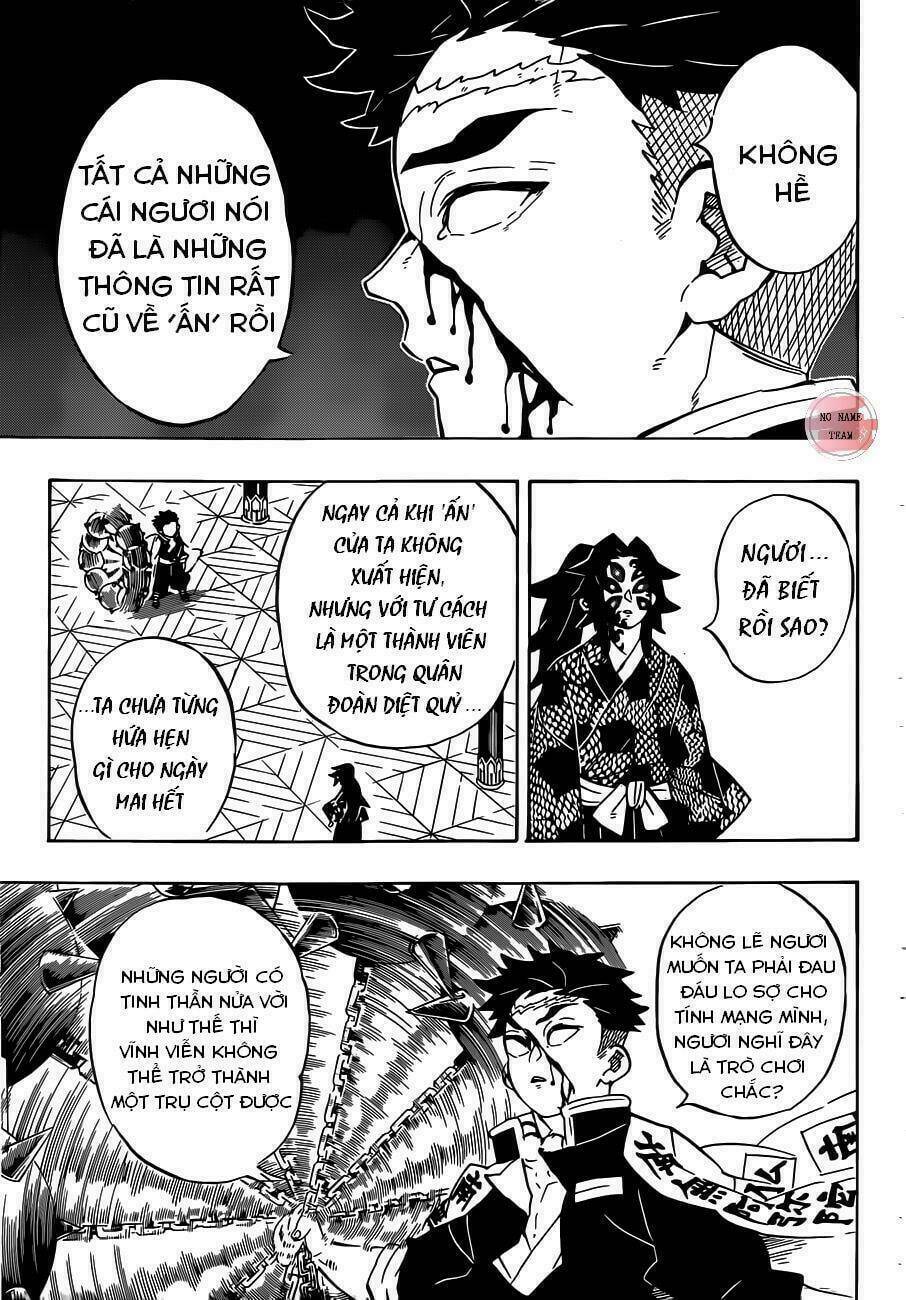 KHÔNG
HỀ
TẤT CẢ NHỮNG
CÁI NGƯƠI NÓI
ĐÃ LÀ NHỮNG
THÔNG TIN RẤT
CŨ VỀ 'ẤN' RỒI
NO NAME
TEAM
NGƯƠI...
ĐÃ BIẾT
RỒI SAO?
NGAY CẢ KHI 'ẤN'
CỦA TA KHÔNG
XUẤT HIỆN,
NHƯNG VỚI TƯ CÁCH
LÀ MỘT THÀNH VIÊN
TRONG QUÂN
ĐOÀN DIỆT QUỶ...
...TA CHƯA TỪNG
HỨA HẸN
GÌ CHO NGÀY
MAI HẾT
KHÔNG LẼ NGƯƠI
MUỐN TA PHẢI ĐAU
ĐÁU LO SỢ CHO
TÍNH MẠNG MÌNH,
NGƯƠI NGHĨ ĐÂY
LÀ TRÒ CHƠI
CHẮC?
NHỮNG NGƯỜI CÓ
TINH THẦN NỬA VỜI
NHƯ THẾ THÌ
VĨNH VIỄN KHÔNG
THỂ TRỞ THÀNH
MỘT TRỤ CỘT ĐƯỢC